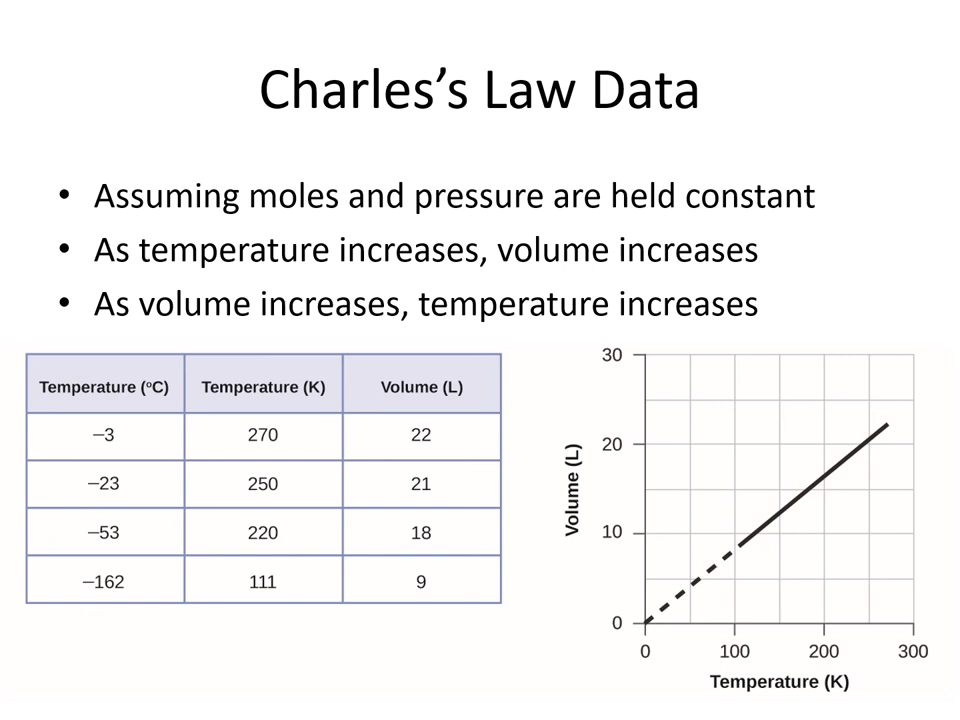 Charles’s Law Data
• Assuming moles and pressure are held constant
• As temperature increases, volume increases
• As volume increases, temperature increases
Temperature (°C) Temperature (K) Volume (L)
–3 270 22
–23 250 21
–53 220 18
–162 111 9
30
20
10
0
Volume (L)
0 100 200 300
Temperature (K)